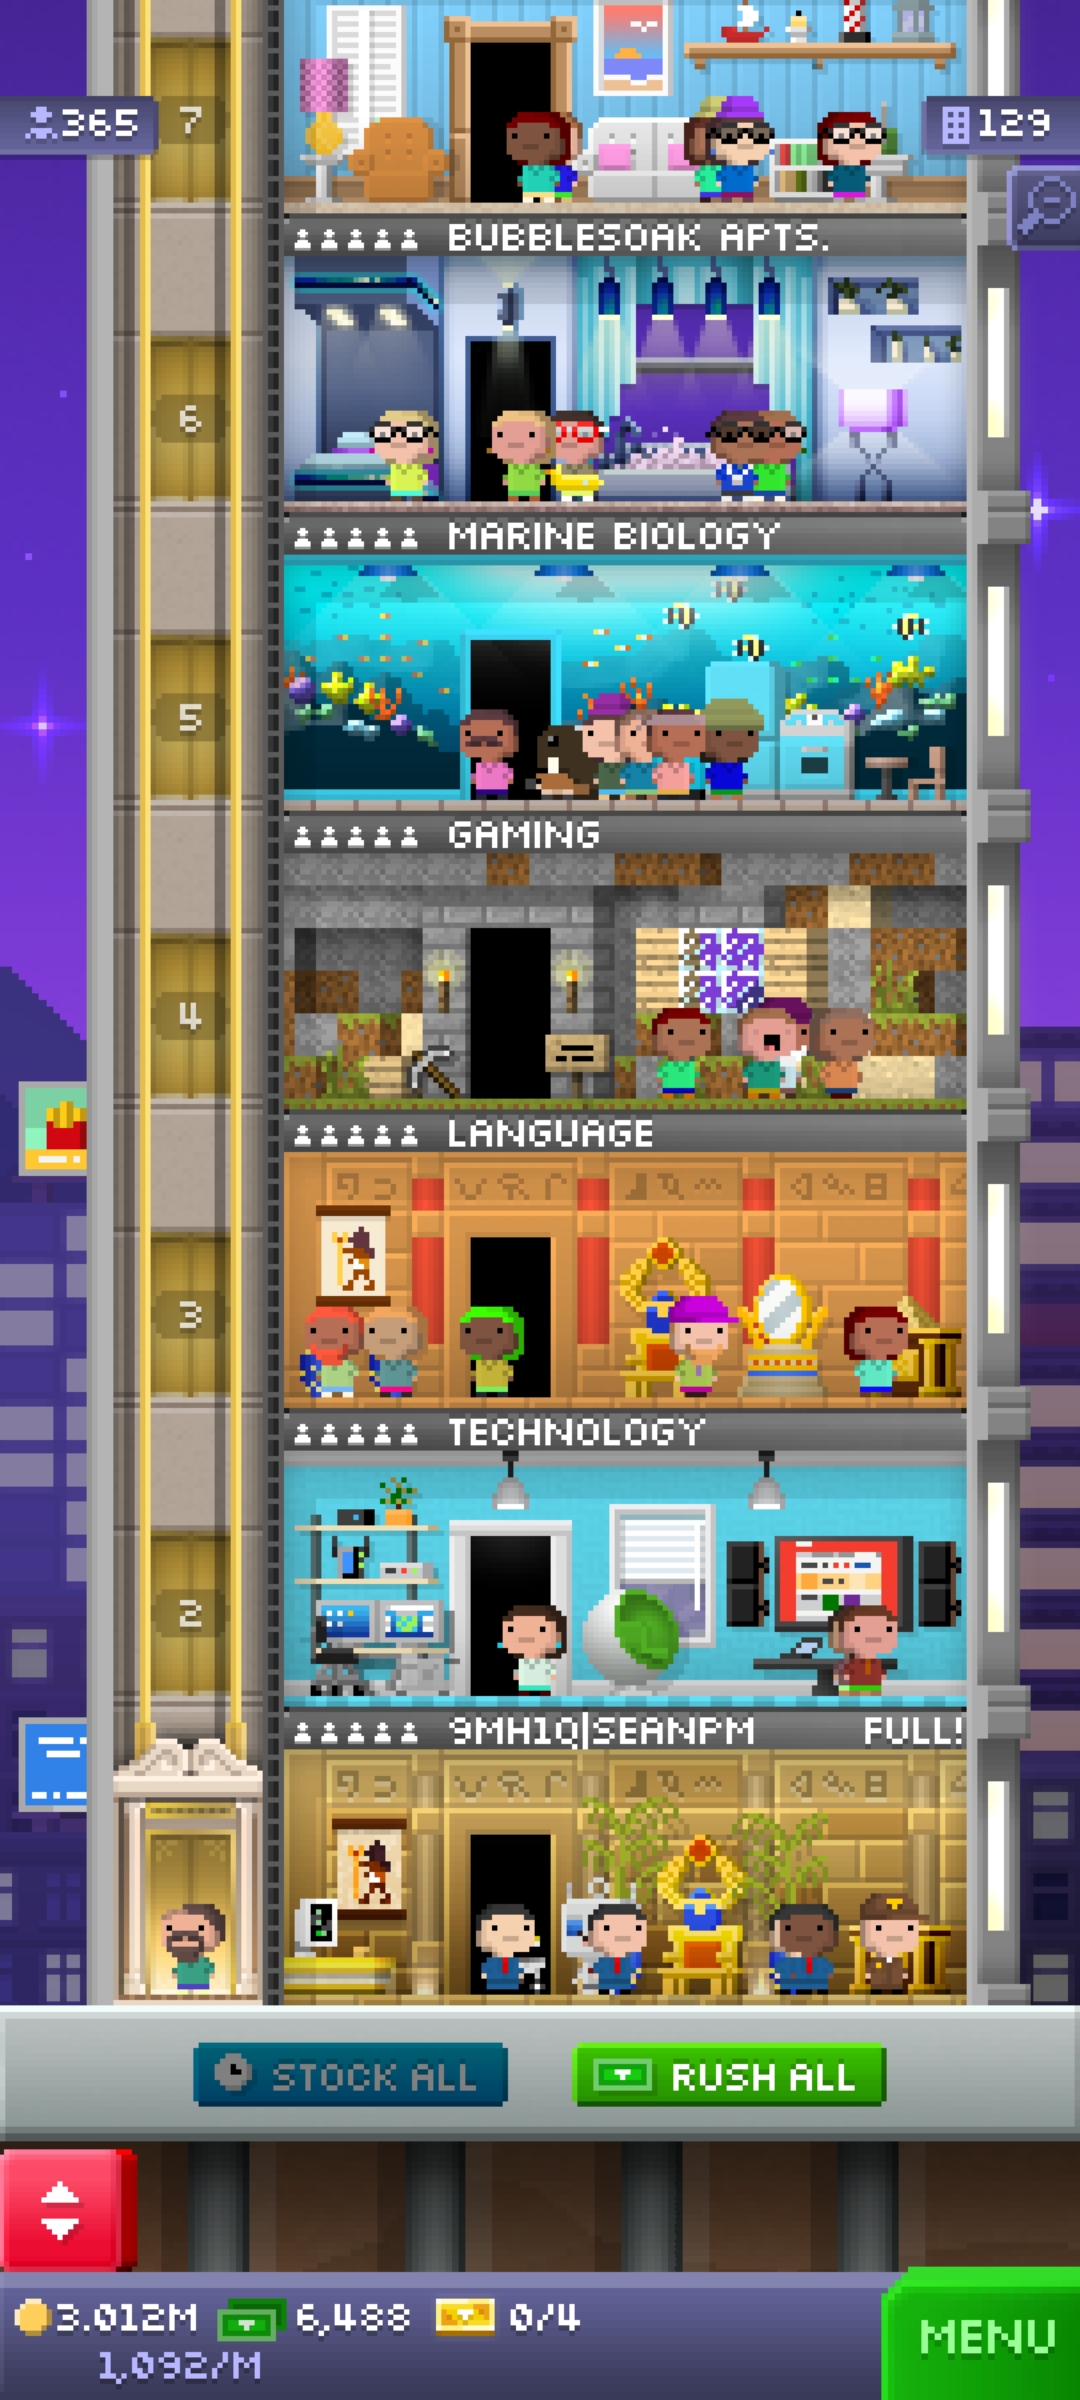 365
7
129
BUBBLESOAK APTS.
6
MARINE BIOLOGY
5
GAMING
4
LANGUAGE
3
TECHNOLOGY
2
9MH1Q|SEANPM FULL!
STOCK ALL
RUSH ALL
3.012M 6,488 0/4
1,092/M
MENU